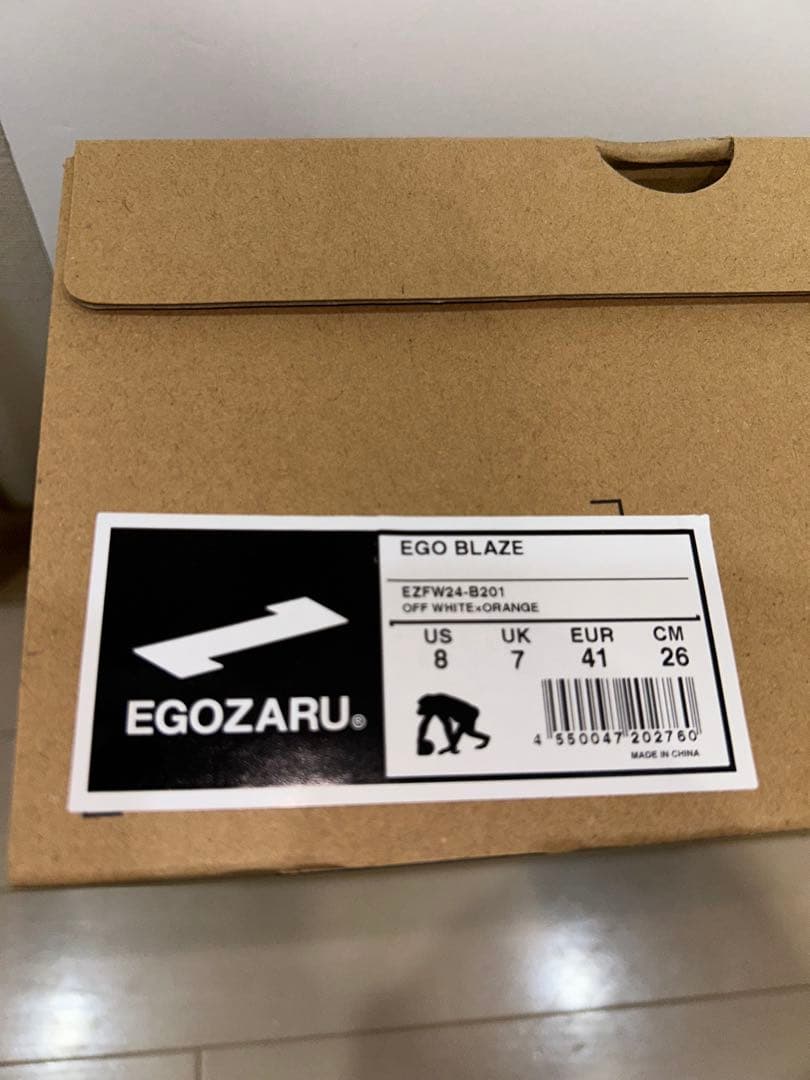 EGOZARU®
EGO BLAZE
EZFW24-B201
OFF WHITE×ORANGE
US UK EUR CM
8 7 41 26
4 550047 202760
MADE IN CHINA